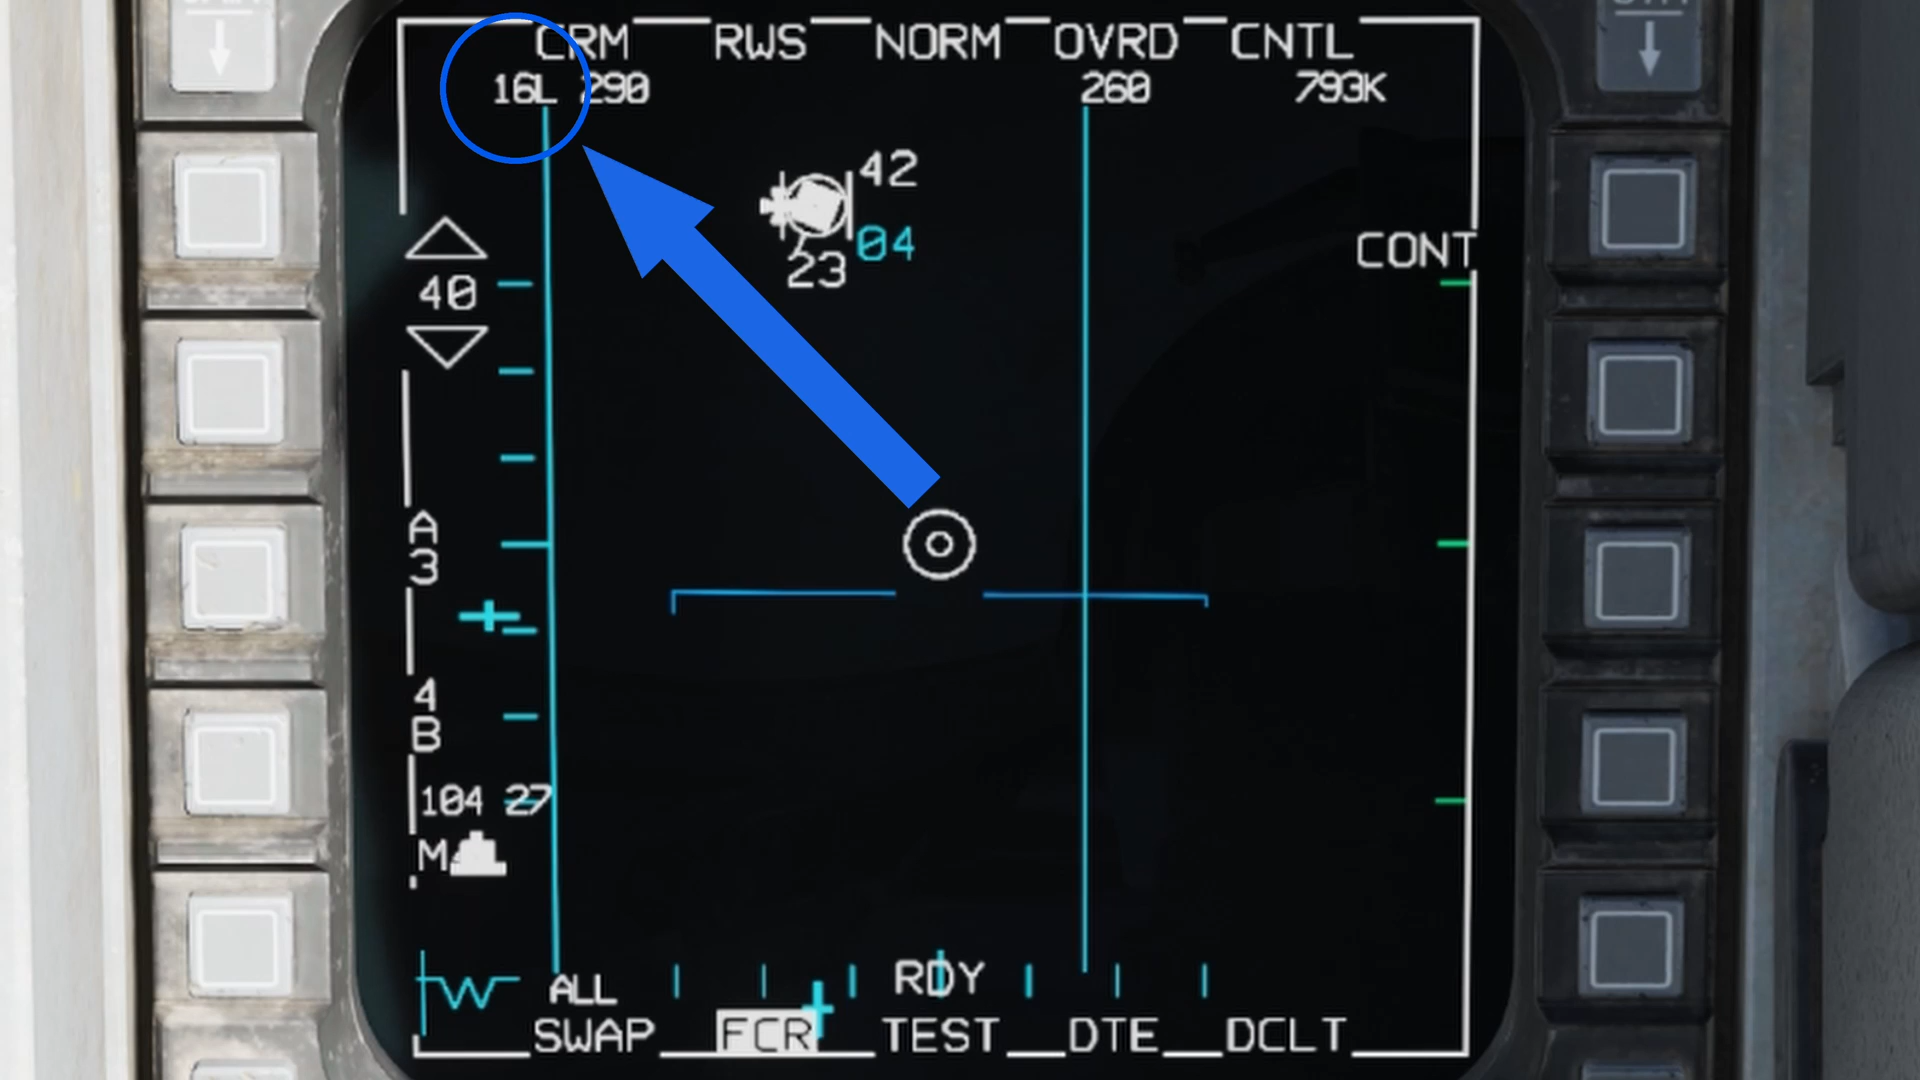 CRM RWS NORM OVRD CNTL
16L 290 260 793K
42
04
23
CONT
40
A
3
4
B
104 27
M
RDY
ALL
SWAP FCR TEST DTE DCLT